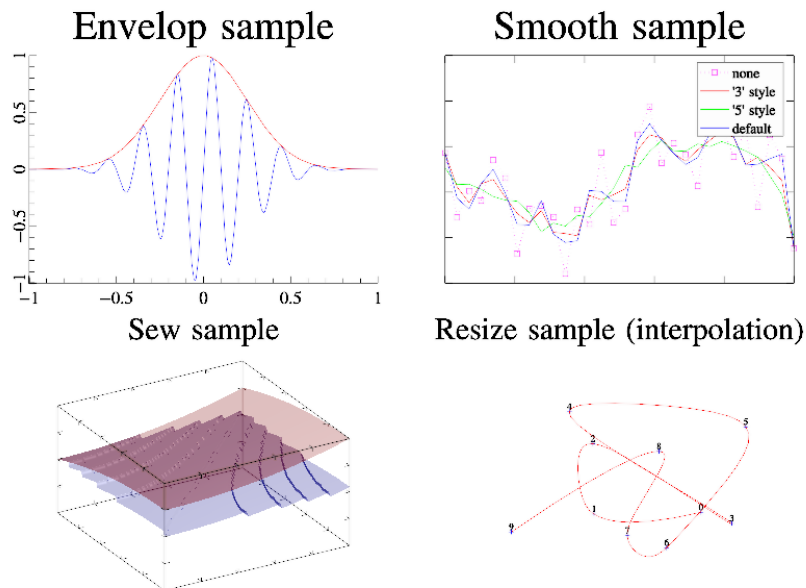 Envelop sample
1
0.5
0
−0.5
−1
−1 −0.5 0 0.5 1
Smooth sample
none
'3' style
'5' style
default
Sew sample
Resize sample (interpolation)
4
5
2
8
9
1
0
3
7
6